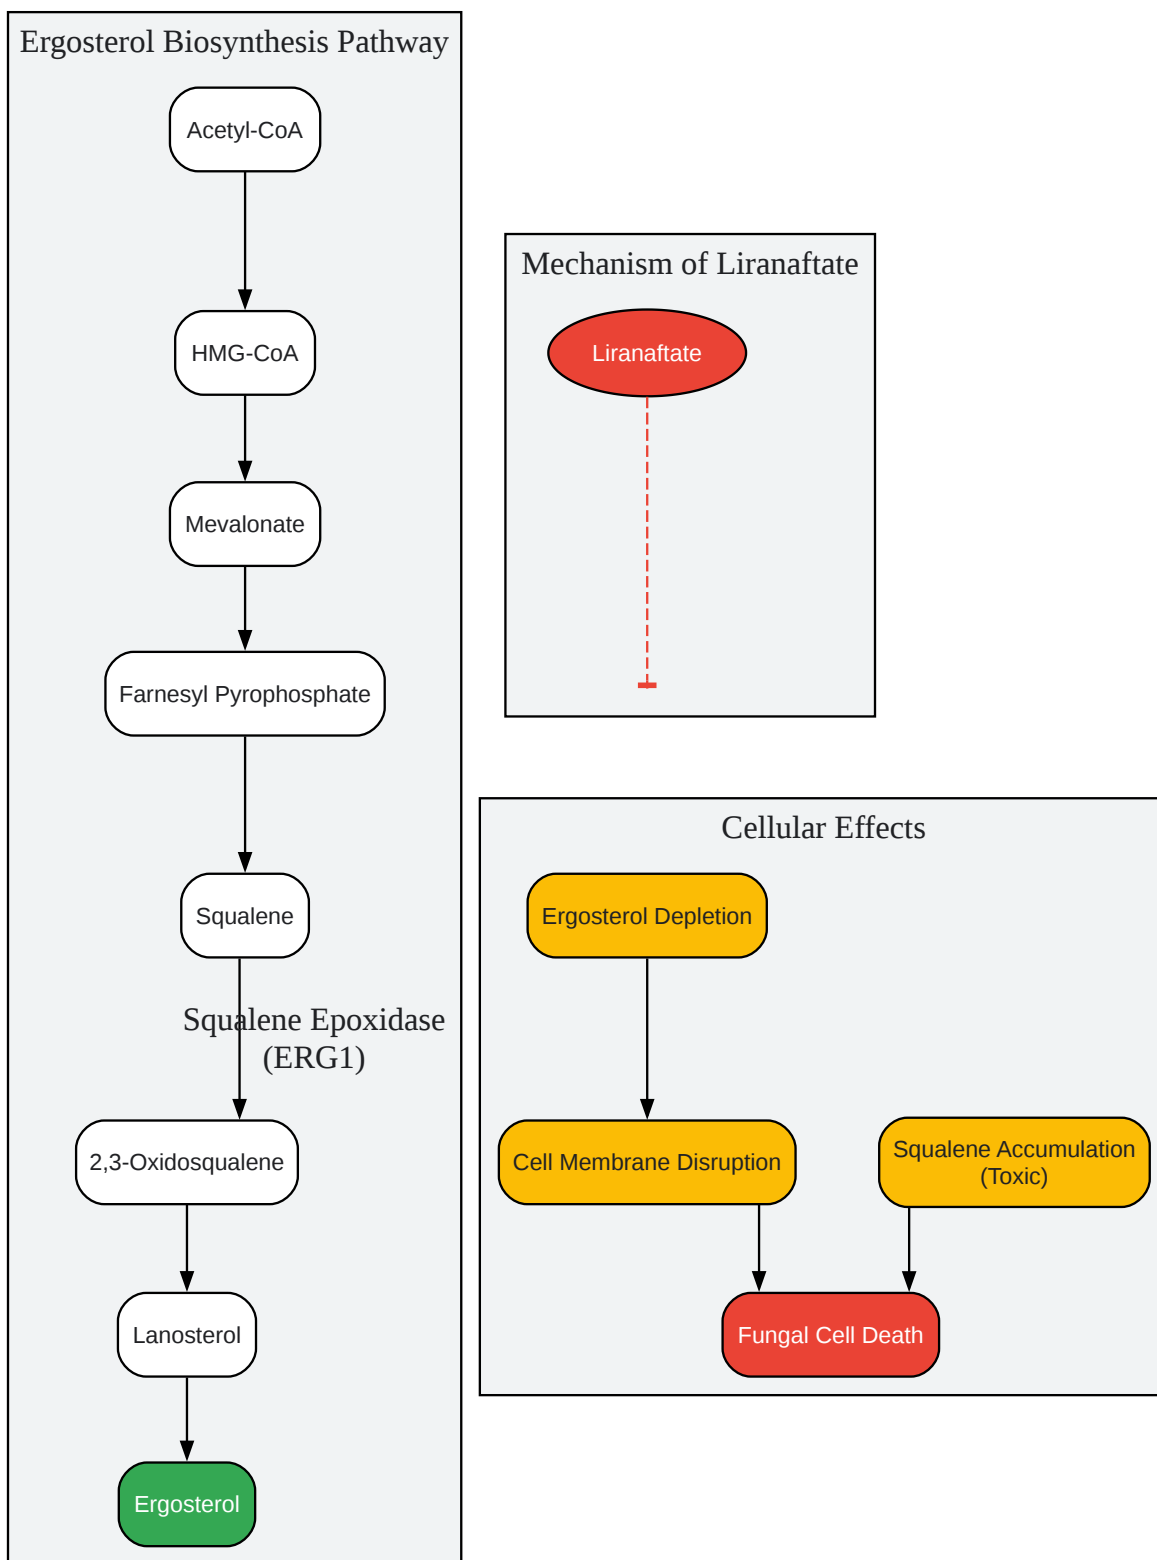 Ergosterol Biosynthesis Pathway
Acetyl-CoA
HMG-CoA
Mevalonate
Farnesyl Pyrophosphate
Squalene
Squalene Epoxidase
(ERG1)
2,3-Oxidosqualene
Lanosterol
Ergosterol
Mechanism of Liranaftate
Liranaftate
Cellular Effects
Ergosterol Depletion
Cell Membrane Disruption
Squalene Accumulation
(Toxic)
Fungal Cell Death